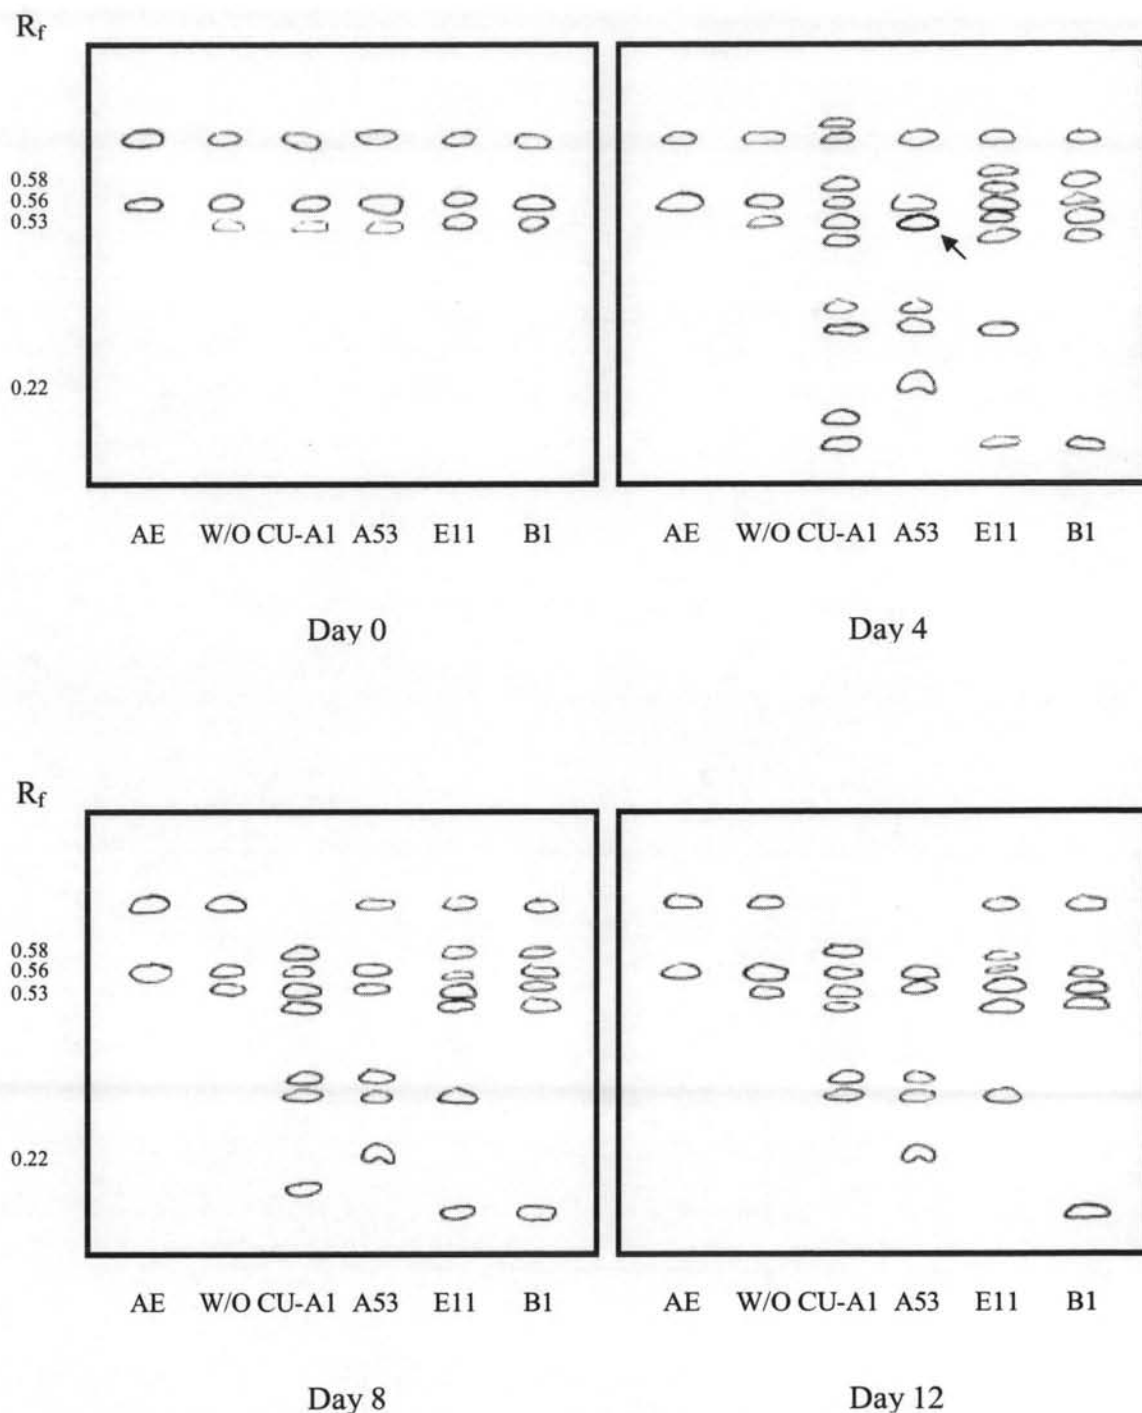 Rf
0.58
0.56
0.53
0.22
AE W/O CU-A1 A53 E11 B1
AE W/O CU-A1 A53 E11 B1
Day 0
Day 4
Rf
0.58
0.56
0.53
0.22
AE W/O CU-A1 A53 E11 B1
AE W/O CU-A1 A53 E11 B1
Day 8
Day 12